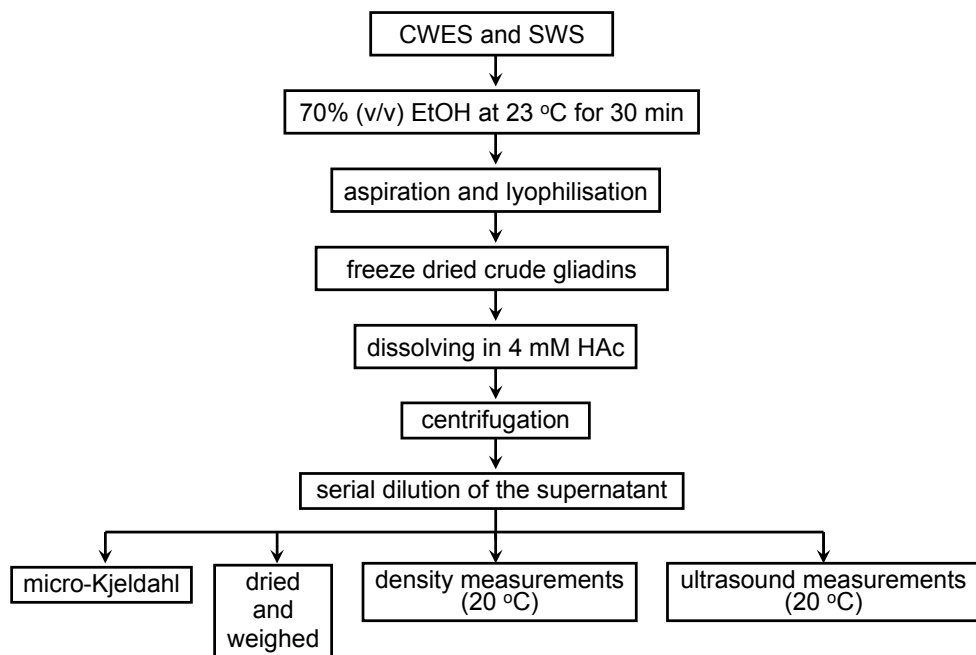 CWES and SWS
70% (v/v) EtOH at 23 °C for 30 min
aspiration and lyophilisation
freeze dried crude gliadins
dissolving in 4 mM HAc
centrifugation
serial dilution of the supernatant
micro-Kjeldahl
dried
and
weighed
density measurements
(20 °C)
ultrasound measurements
(20 °C)